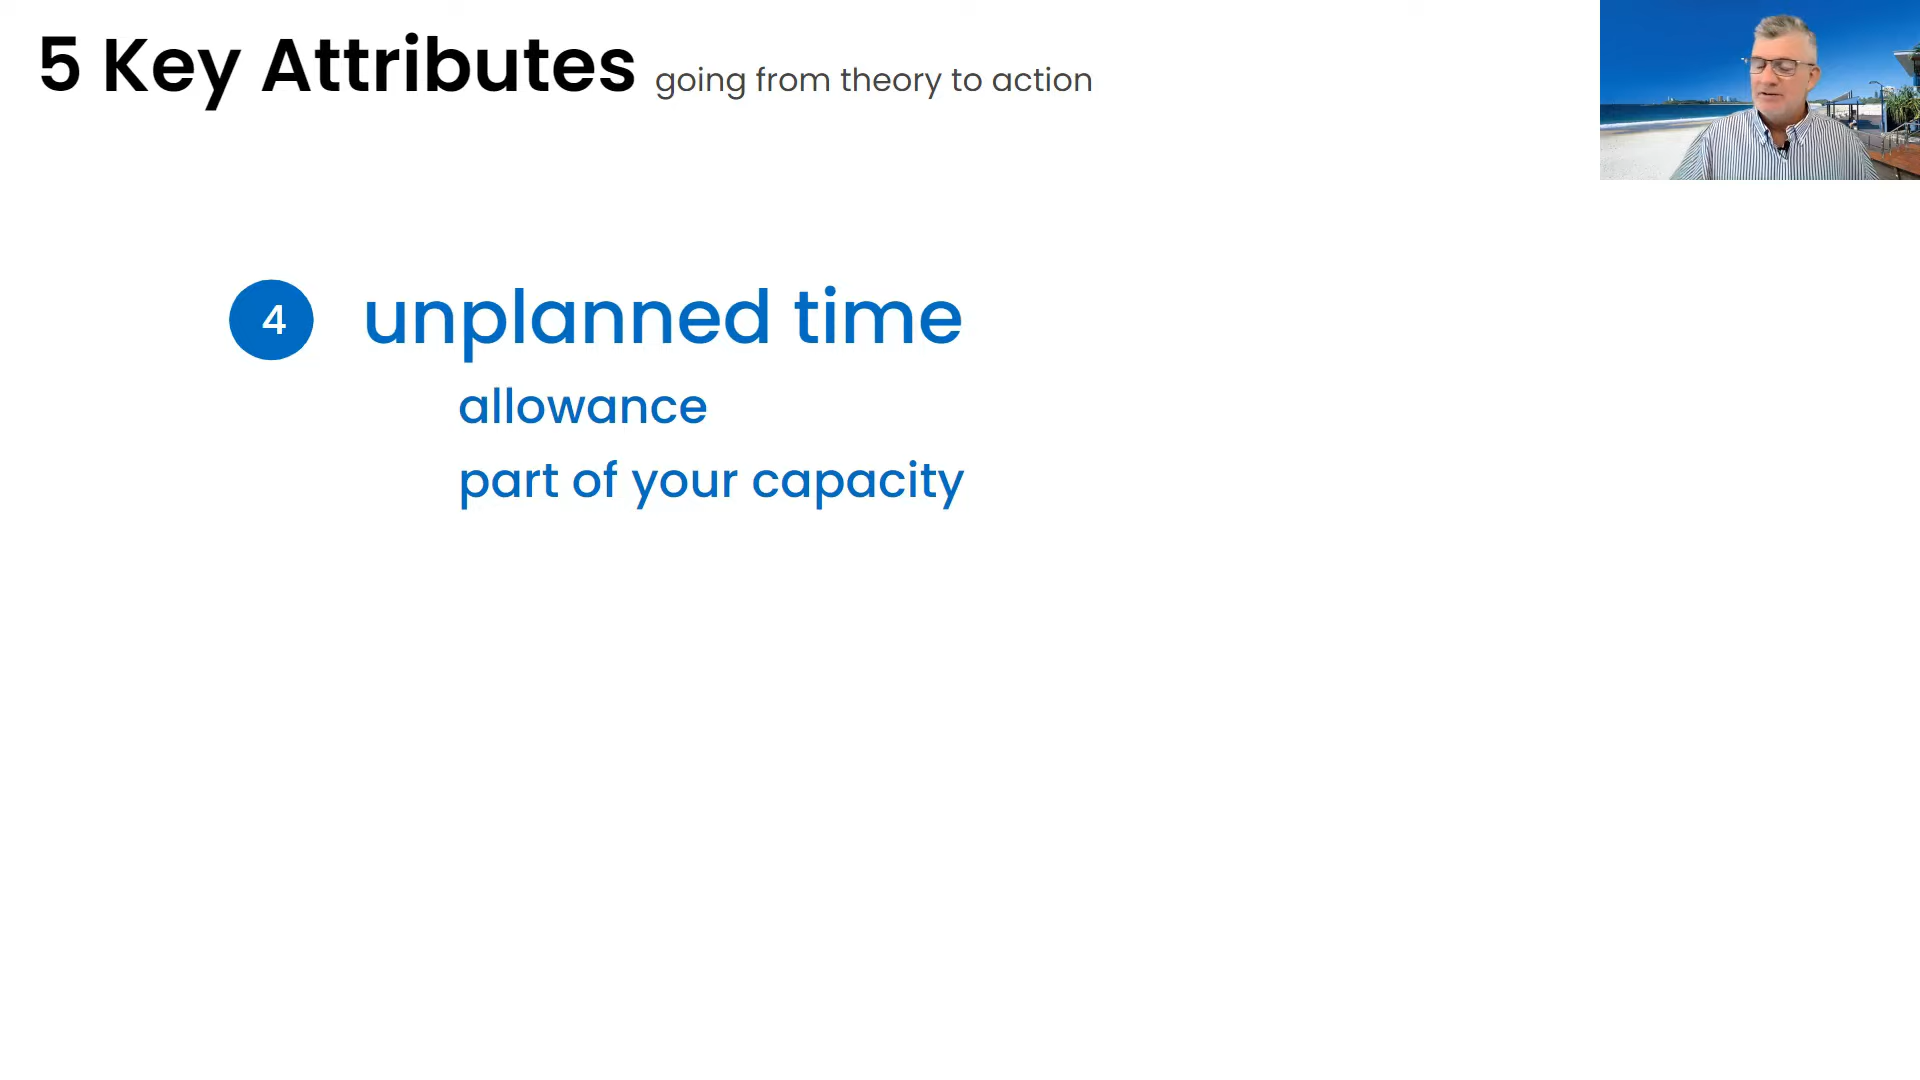 5 Key Attributes going from theory to action
4 unplanned time
allowance
part of your capacity